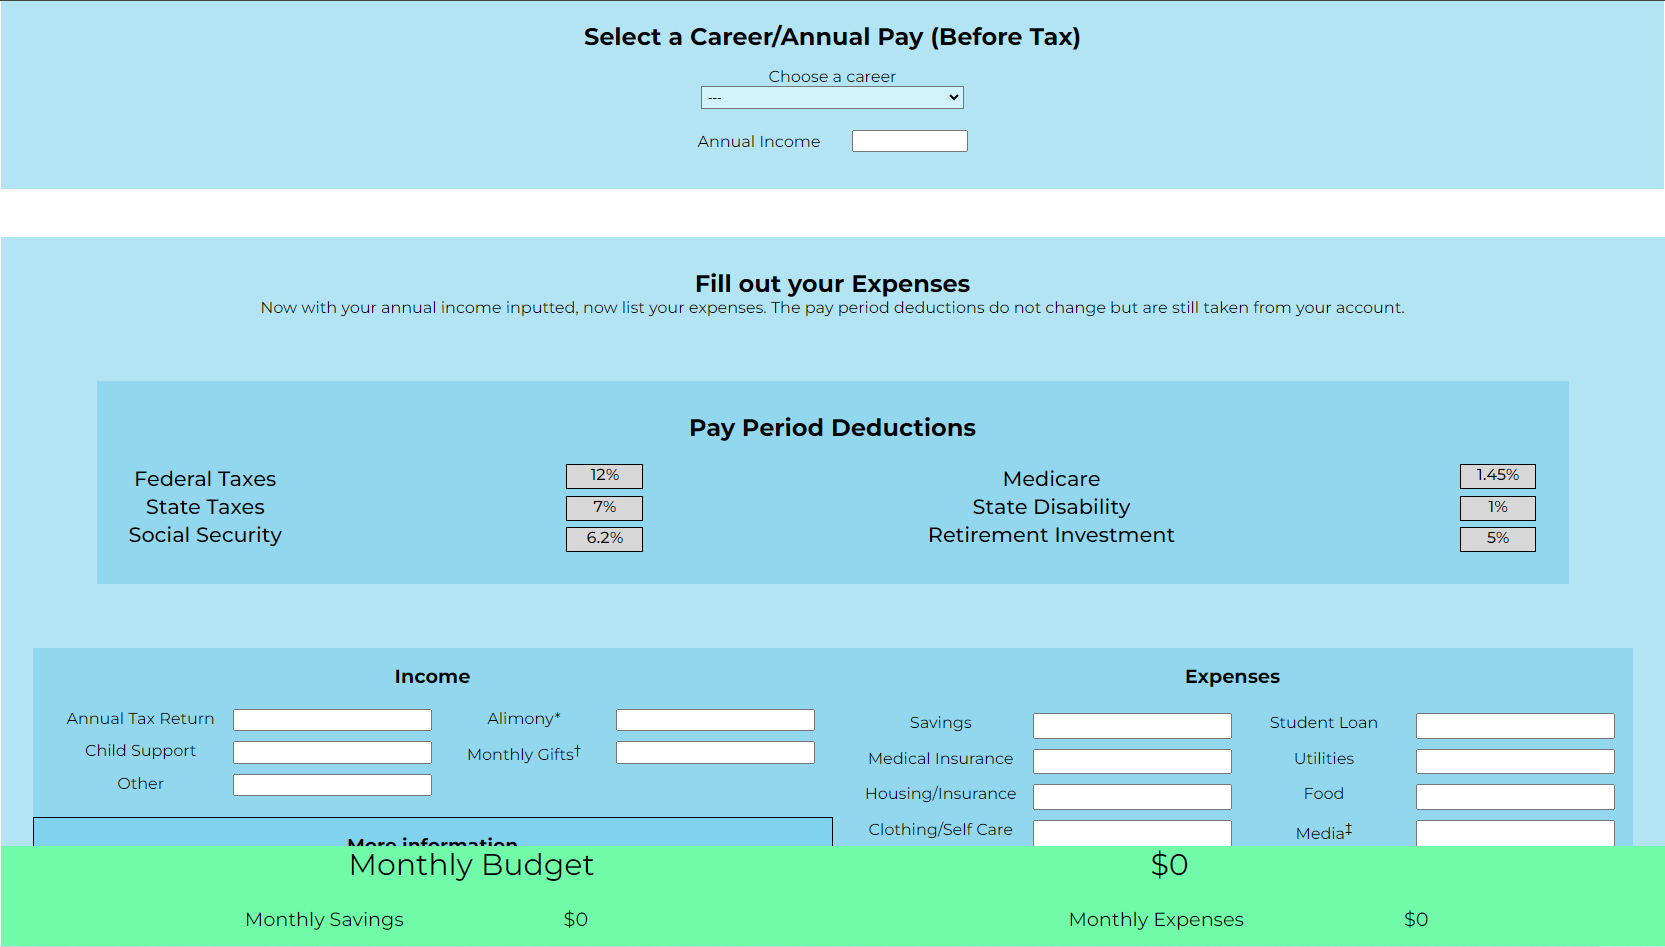 Select a Career/Annual Pay (Before Tax)
Choose a career
---
Annual Income
Fill out your Expenses
Now with your annual income inputted, now list your expenses. The pay period deductions do not change but are still taken from your account.
Pay Period Deductions
Federal Taxes 12%
State Taxes 7%
Social Security 6.2%
Medicare 1.45%
State Disability 1%
Retirement Investment 5%
Income
Annual Tax Return Alimony*
Child Support Monthly Gifts†
Other
More information
Expenses
Savings Student Loan
Medical Insurance Utilities
Housing/Insurance Food
Clothing/Self Care Media‡
Monthly Budget $0
Monthly Savings $0 Monthly Expenses $0